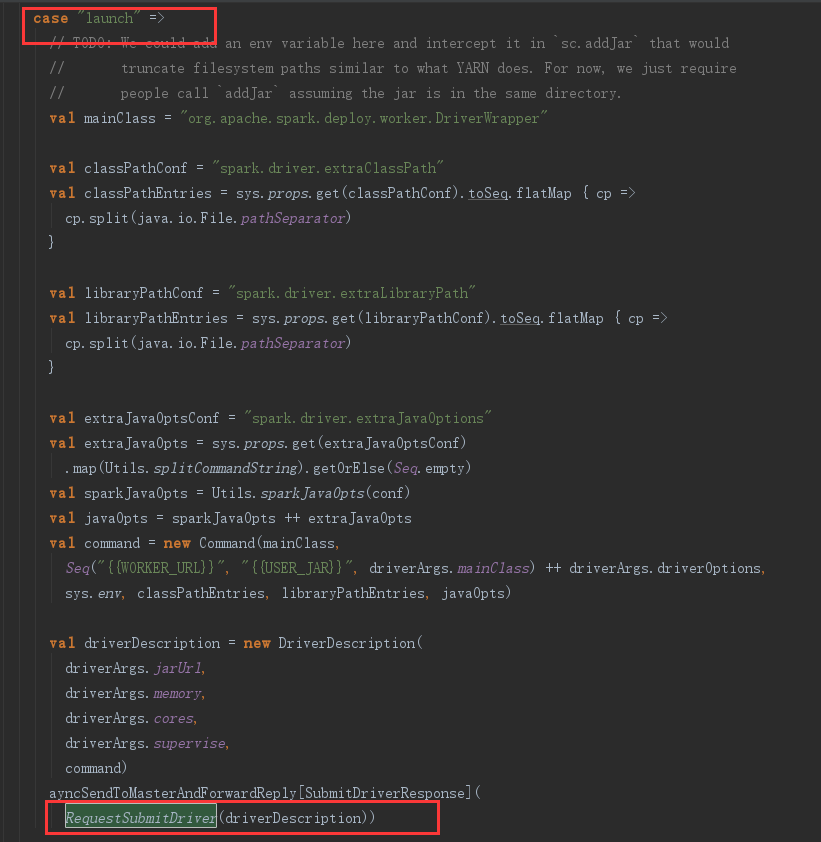 case "launch" =>
// TODO: We could add an env variable here and intercept it in `sc.addJar` that would
//       truncate filesystem paths similar to what YARN does. For now, we just require
//       people call `addJar` assuming the jar is in the same directory.
val mainClass = "org.apache.spark.deploy.worker.DriverWrapper"
val classPathConf = "spark.driver.extraClassPath"
val classPathEntries = sys.props.get(classPathConf).toSeq.flatMap { cp =>
cp.split(java.io.File.pathSeparator)
}
val libraryPathConf = "spark.driver.extraLibraryPath"
val libraryPathEntries = sys.props.get(libraryPathConf).toSeq.flatMap { cp =>
cp.split(java.io.File.pathSeparator)
}
val extraJavaOptsConf = "spark.driver.extraJavaOptions"
val extraJavaOpts = sys.props.get(extraJavaOptsConf)
.map(Utils.splitCommandString).getOrElse(Seq.empty)
val sparkJavaOpts = Utils.sparkJavaOpts(conf)
val javaOpts = sparkJavaOpts ++ extraJavaOpts
val command = new Command(mainClass,
Seq("{{WORKER_URL}}", "{{USER_JAR}}", driverArgs.mainClass) ++ driverArgs.driverOptions,
sys.env, classPathEntries, libraryPathEntries, javaOpts)
val driverDescription = new DriverDescription(
driverArgs.jarUrl,
driverArgs.memory,
driverArgs.cores,
driverArgs.supervise,
command)
ayncSendToMasterAndForwardReply[SubmitDriverResponse](
RequestSubmitDriver(driverDescription))